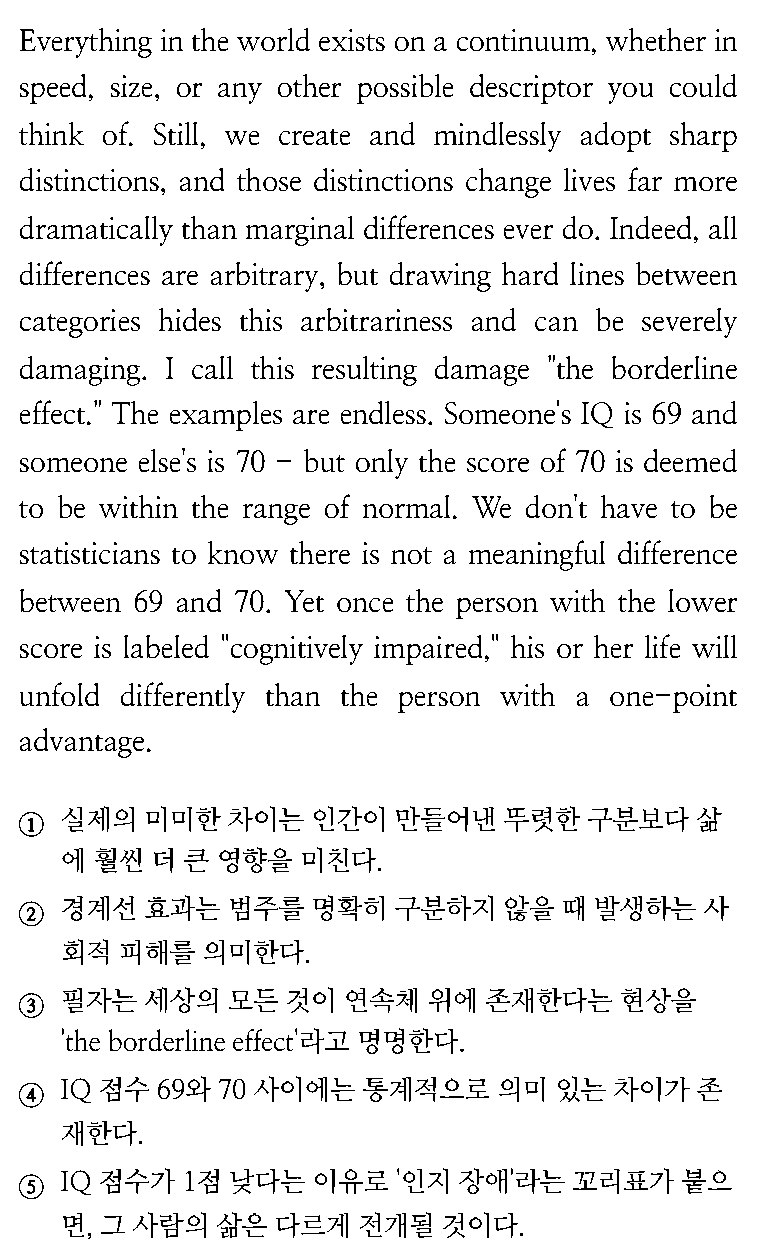 Everything in the world exists on a continuum, whether in
speed, size, or any other possible descriptor you could
think of. Still, we create and mindlessly adopt sharp
distinctions, and those distinctions change lives far more
dramatically than marginal differences ever do. Indeed, all
differences are arbitrary, but drawing hard lines between
categories hides this arbitrariness and can be severely
damaging. I call this resulting damage "the borderline
effect." The examples are endless. Someone's IQ is 69 and
someone else's is 70 - but only the score of 70 is deemed
to be within the range of normal. We don't have to be
statisticians to know there is not a meaningful difference
between 69 and 70. Yet once the person with the lower
score is labeled "cognitively impaired," his or her life will
unfold differently than the person with a one-point
advantage.
① 실제의 미미한 차이는 인간이 만들어낸 뚜렷한 구분보다 삶
에 훨씬 더 큰 영향을 미친다.
② 경계선 효과는 범주를 명확히 구분하지 않을 때 발생하는 사
회적 피해를 의미한다.
③ 필자는 세상의 모든 것이 연속체 위에 존재한다는 현상을
'the borderline effect'라고 명명한다.
④ IQ 점수 69와 70 사이에는 통계적으로 의미 있는 차이가 존
재한다.
⑤ IQ 점수가 1점 낮다는 이유로 '인지 장애'라는 꼬리표가 붙으
면, 그 사람의 삶은 다르게 전개될 것이다.